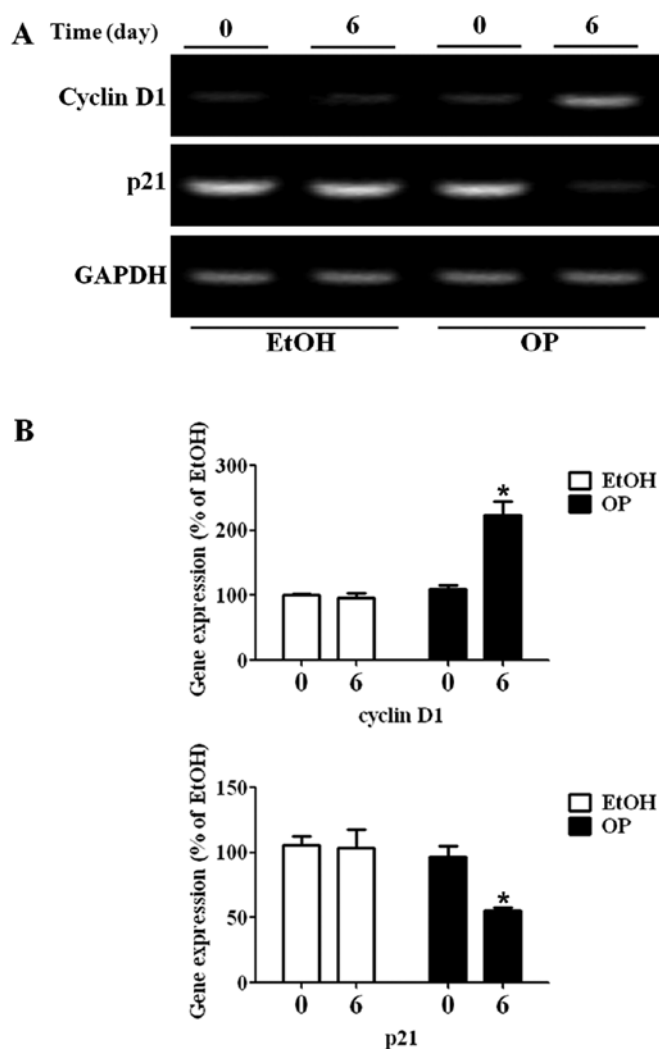 A
Time (day) 0 6 0 6
Cyclin D1
p21
GAPDH
EtOH OP
B
Gene expression (% of EtOH)
300
200
100
0
*
EtOH
OP
0 6 0 6
cyclin D1
Gene expression (% of EtOH)
150
100
50
0
*
EtOH
OP
0 6 0 6
p21